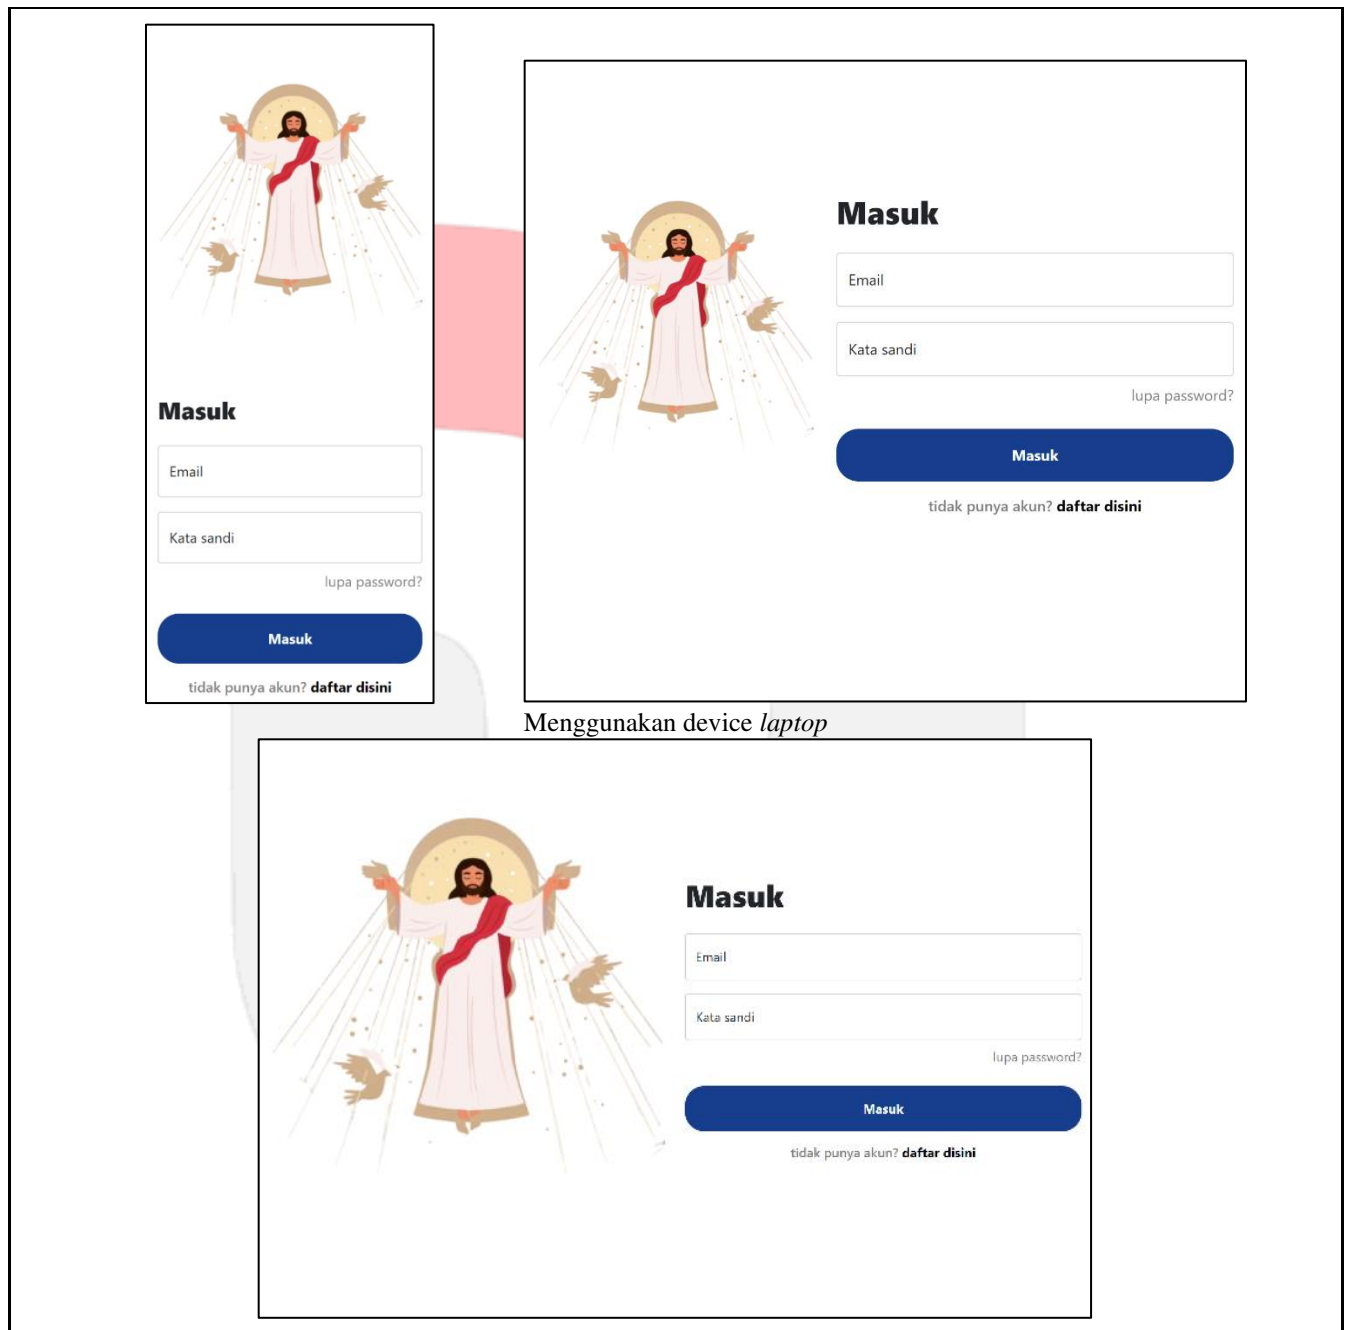 Masuk
Email
Kata sandi
lupa password?
Masuk
tidak punya akun? daftar disini
Masuk
Email
Kata sandi
lupa password?
Masuk
tidak punya akun? daftar disini
Menggunakan device laptop
Masuk
Email
Kata sandi
lupa password?
Masuk
tidak punya akun? daftar disini